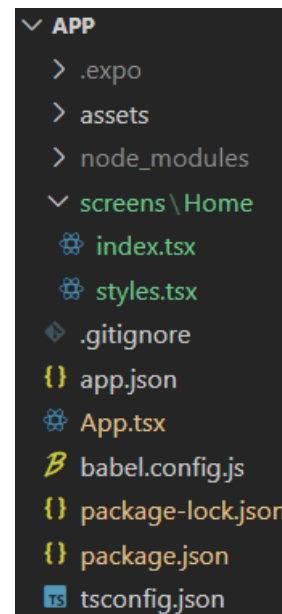 APP
.expo
assets
node_modules
screens\Home
index.tsx
styles.tsx
.gitignore
{} app.json
App.tsx
B babel.config.js
{} package-lock.json
{} package.json
TS tsconfig.json